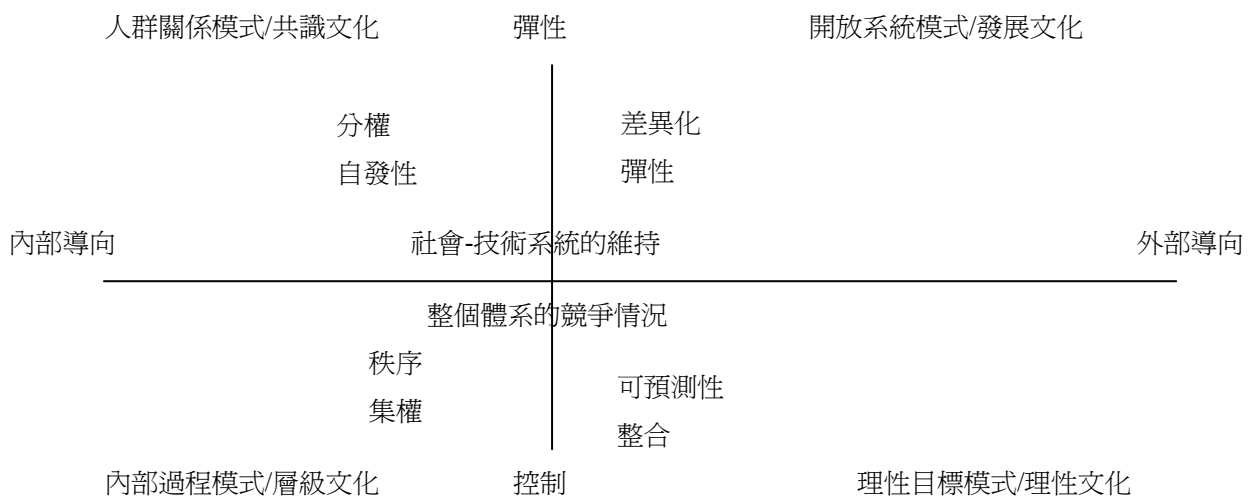 人群關係模式/共識文化 彈性 開放系統模式/發展文化
分權 差異化
自發性 彈性
內部導向 社會-技術系統的維持 外部導向
整個體系的競爭情況
秩序
可預測性
集權
整合
內部過程模式/層級文化 控制 理性目標模式/理性文化